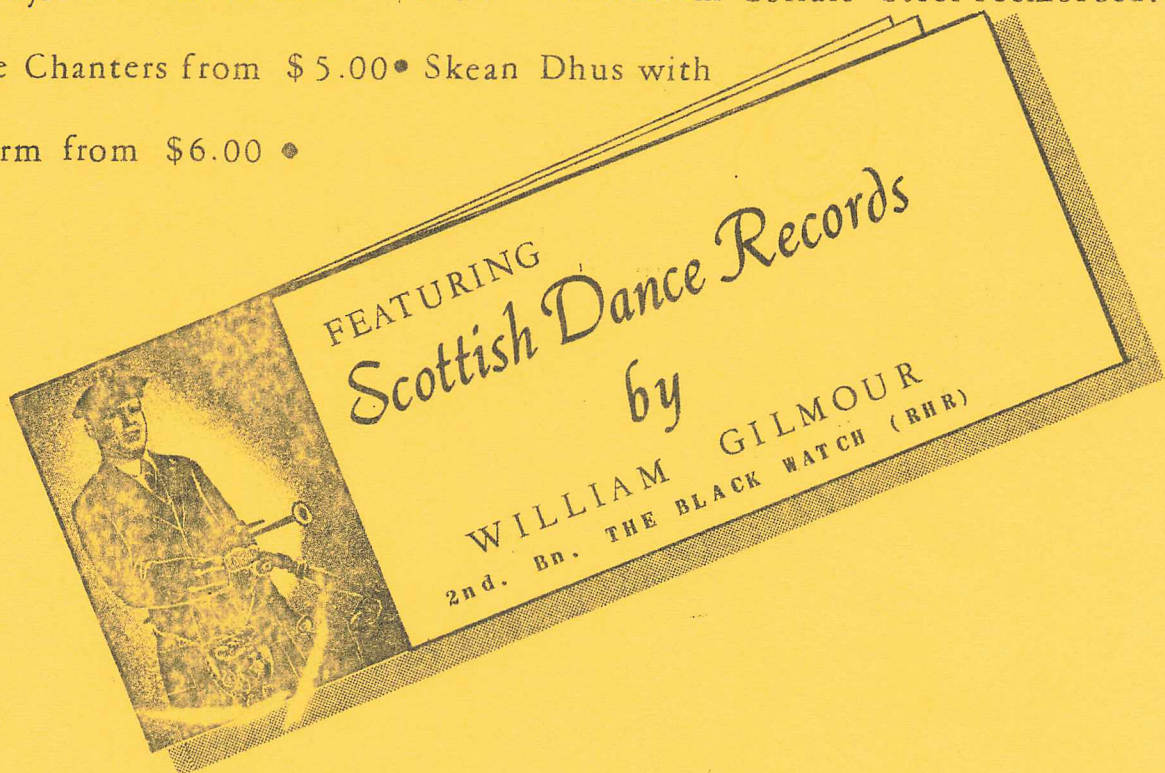 e Chanters from $5.00• Skean Dhus with
rm from $6.00 •
FEATURING
Scottish Dance Records
by
WILLIAM GILMOUR
2nd. Bn. THE BLACK WATCH (RHR)